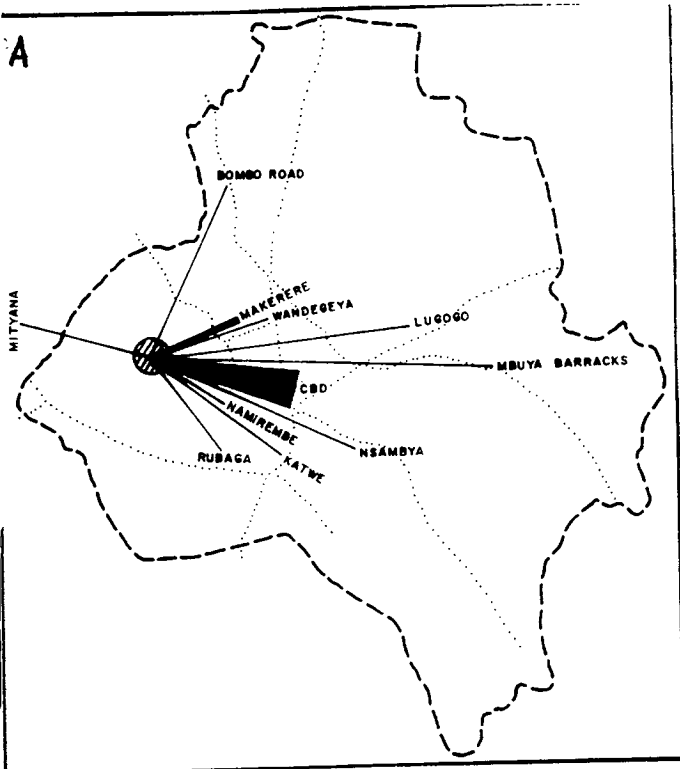 A
BOMBO ROAD
MAKERERE
WANDEGEYA
MITYANA
LUGOGO
MBUYA BARRACKS
CBD
NAMIREMBE
NSAMBYA
RUBAGA
KATWE